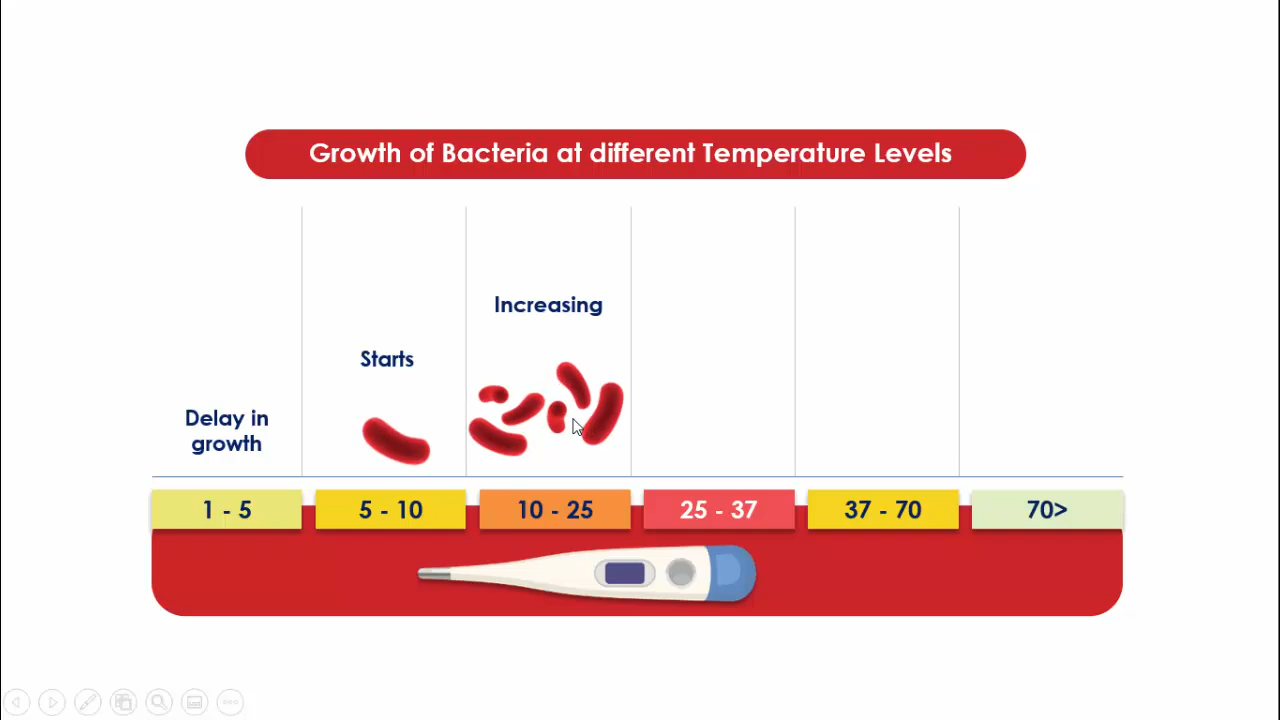 Growth of Bacteria at different Temperature Levels
Increasing
Starts
Delay in
growth
1 - 5
5 - 10
10 - 25
25 - 37
37 - 70
70>